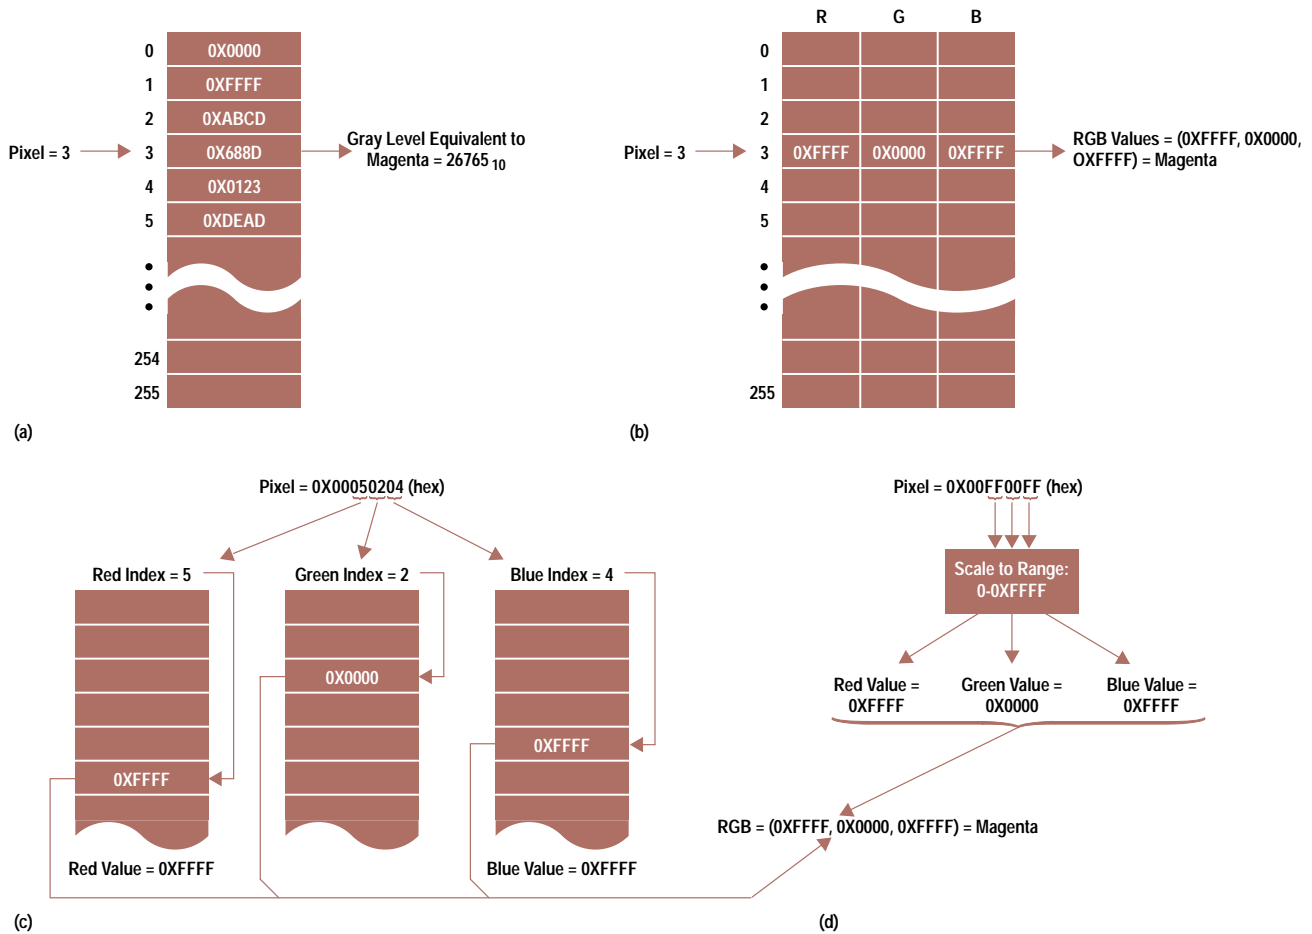 0 0X0000
1 0XFFFF
2 0XABCD
Pixel = 3 3 0X688D Gray Level Equivalent to
Magenta = 26765 10
4 0X0123
5 0XDEAD
254
255
(a)
R G B
0
1
2
Pixel = 3 3 0XFFFF 0X0000 0XFFFF RGB Values = (0XFFFF, 0X0000,
OXFFFF) = Magenta
4
5
255
(b)
Pixel = 0X00050204 (hex)
Red Index = 5 Green Index = 2 Blue Index = 4
0X0000
0XFFFF
0XFFFF
Red Value = 0XFFFF Blue Value = 0XFFFF
(c)
Pixel = 0X00FF00FF (hex)
Scale to Range:
0-0XFFFF
Red Value = Green Value = Blue Value =
0XFFFF 0X0000 0XFFFF
RGB = (0XFFFF, 0X0000, 0XFFFF) = Magenta
(d)